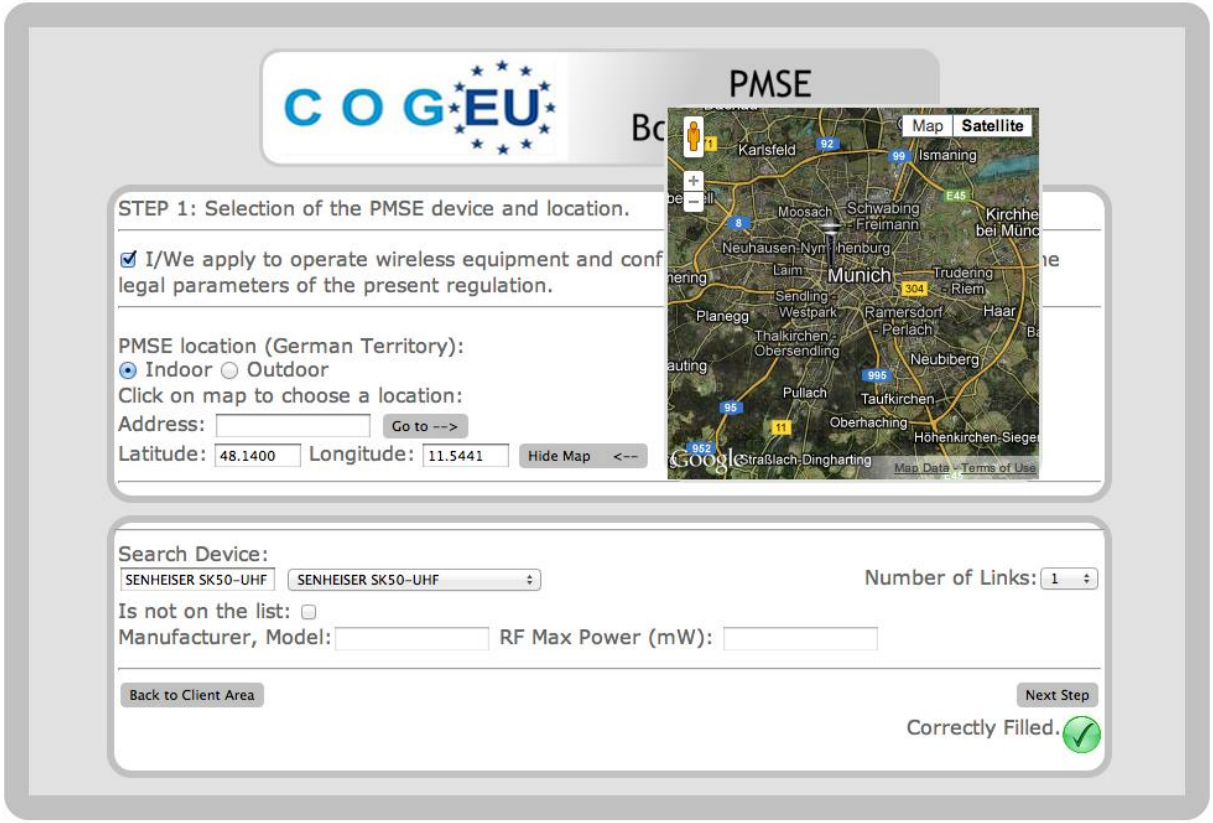 COGEU
PMSE
Bo
STEP 1: Selection of the PMSE device and location.
I/We apply to operate wireless equipment and conf
ne
legal parameters of the present regulation.
PMSE location (German Territory):
Indoor Outdoor
Click on map to choose a location:
Address: Go to -->
Latitude: 48.1400 Longitude: 11.5441 Hide Map <--
Map Satellite
Karlsfeld 92
99 Ismaning
E45
Moosach Schwabing
- Freimann
Kirchhe
bei Münc
8
Neuhausen-Nymphenburg
Laim Munich Trudering
- Riem
mering
304
Sendling -
Westpark
Planegg
Ramersdorf
- Perlach
Haar
Thalkirchen -
Obersendling
auting
Neubiberg
995
Pullach
Taufkirchen
95
11
Oberhaching
Höhenkirchen-Sieger
952
Google
Straßlach-Dingharting
Map Data - Terms of Use
Search Device:
SENHEISER SK50-UHF SENHEISER SK50-UHF Number of Links: 1
Is not on the list:
Manufacturer, Model: RF Max Power (mW):
Back to Client Area Next Step
Correctly Filled.